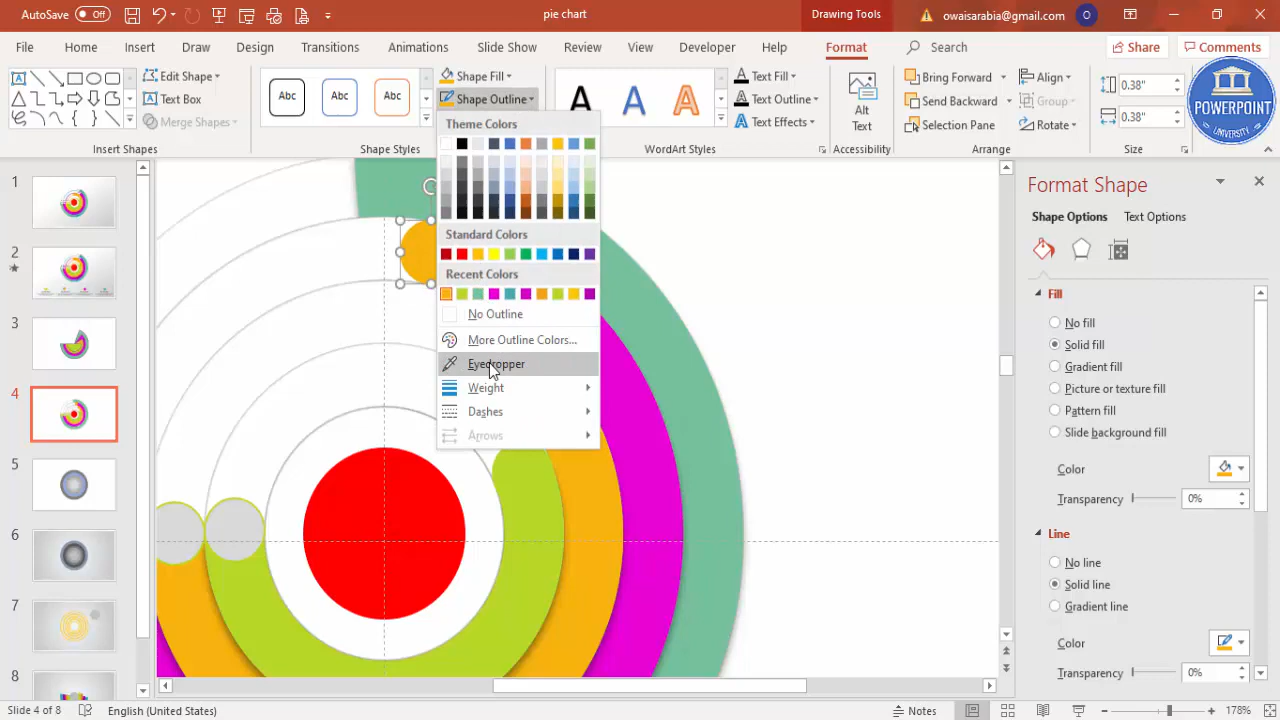 AutoSave Off pie chart Drawing Tools owaisarabia@gmail.com O
File Home Insert Draw Design Transitions Animations Slide Show Review View Developer Help Format Search Share Comments
Edit Shape
Text Box
Merge Shapes
Insert Shapes
Abc Abc Abc
Shape Styles
Shape Fill
Shape Outline
A A A
WordArt Styles
Text Fill
Text Outline
Text Effects
Alt
Text
Accessibility
Bring Forward
Send Backward
Selection Pane
Align
Group
Rotate
Arrange
0.38"
0.38"
Size
POWERPOINT
UNIVERSITY
Theme Colors
Standard Colors
Recent Colors
No Outline
More Outline Colors...
Eyedropper
Weight
Dashes
Arrows
1
2
3
4
5
6
7
8
Format Shape
Shape Options Text Options
Fill
No fill
Solid fill
Gradient fill
Picture or texture fill
Pattern fill
Slide background fill
Color
Transparency 0%
Line
No line
Solid line
Gradient line
Color
Transparency 0%
Slide 4 of 8 English (United States) Notes 178%